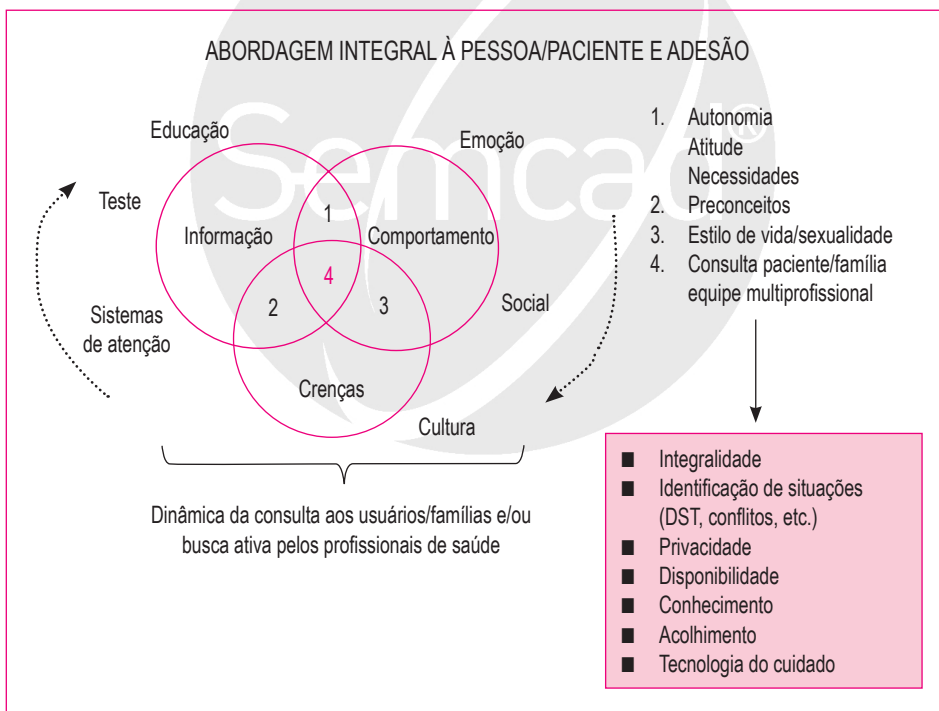 ABORDAGEM INTEGRAL À PESSOA/PACIENTE E ADESÃO
Educação
Emoção
Teste
1
Informação
Comportamento
4
2
3
Sistemas
de atenção
Social
Crenças
Cultura
Semcad®
Dinâmica da consulta aos usuários/famílias e/ou
busca ativa pelos profissionais de saúde
1. Autonomia
Atitude
Necessidades
2. Preconceitos
3. Estilo de vida/sexualidade
4. Consulta paciente/família
equipe multiprofissional
■ Integralidade
■ Identificação de situações
(DST, conflitos, etc.)
■ Privacidade
■ Disponibilidade
■ Conhecimento
■ Acolhimento
■ Tecnologia do cuidado